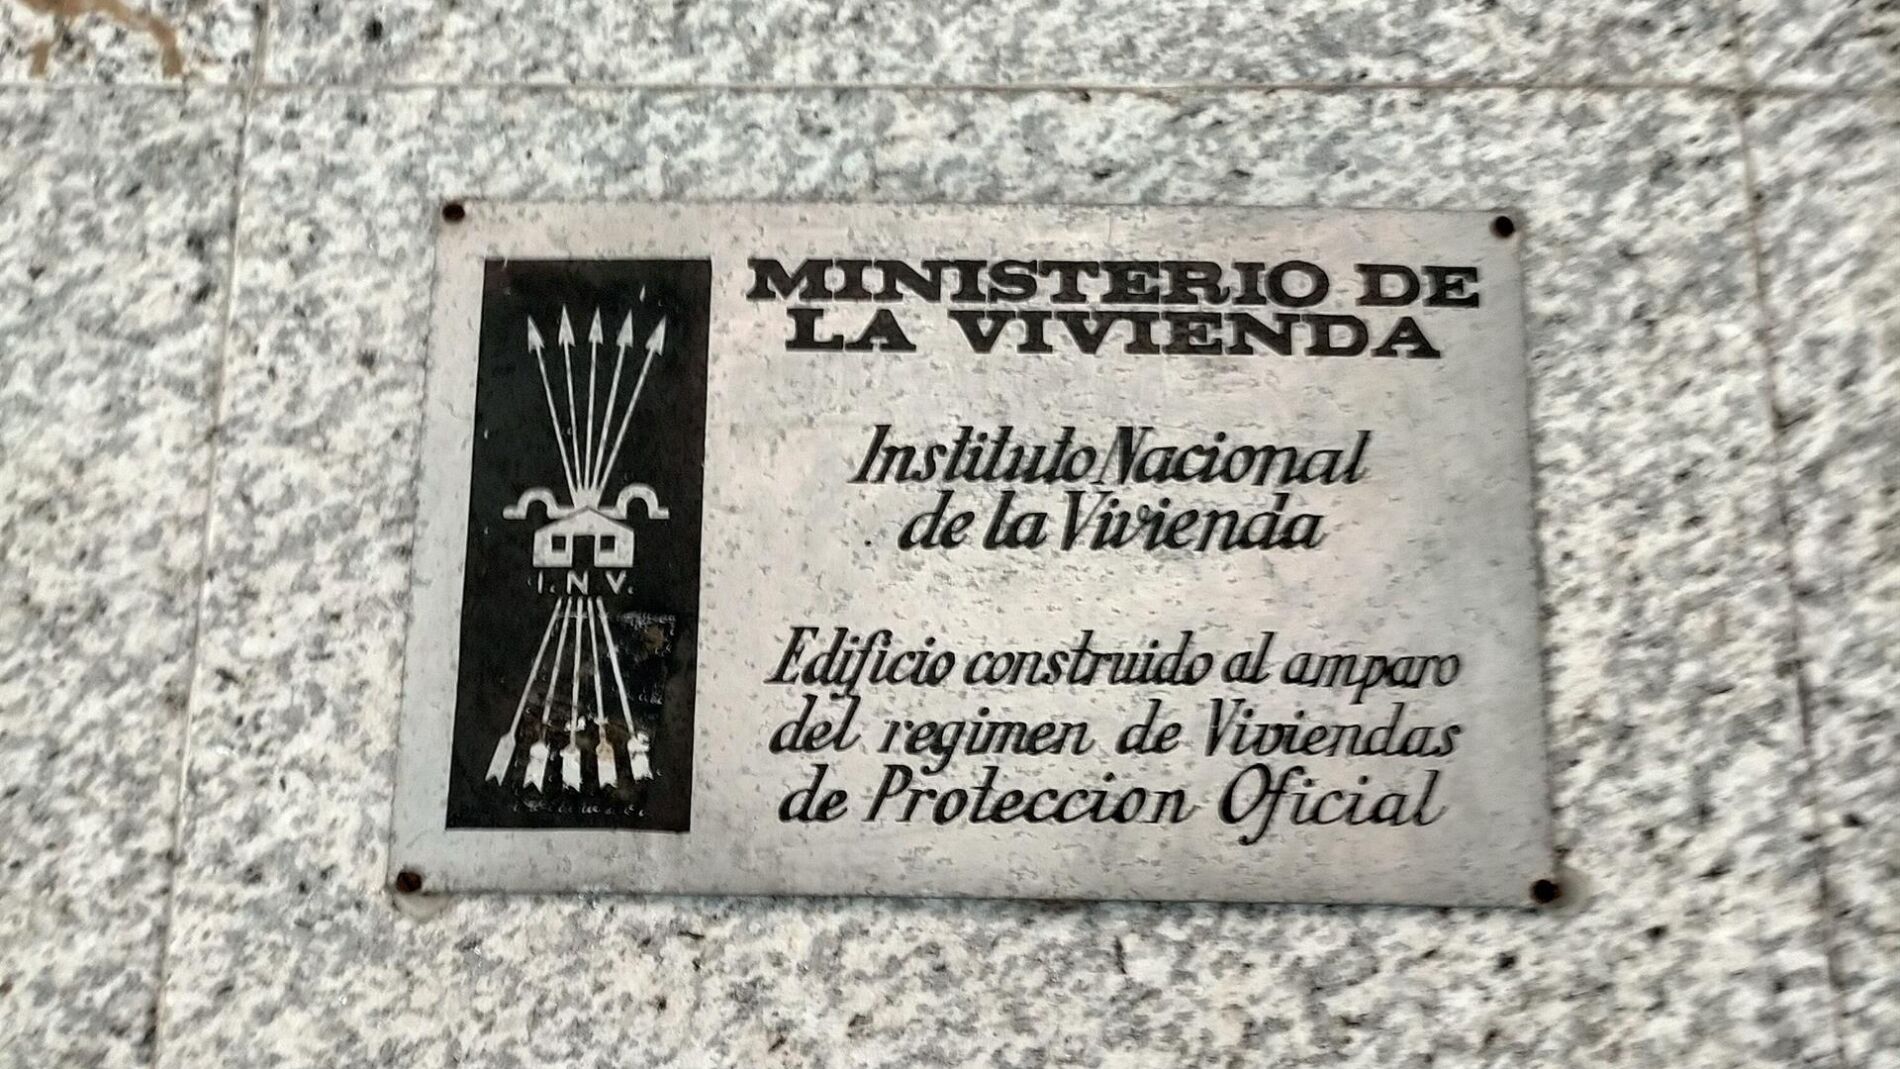 MINISTERIO DE
LA VIVIENDA
Instituto Nacional
de la Vivienda
I.N.V.
Edificio construido al amparo
del regimen de Viviendas
de Proteccion Oficial